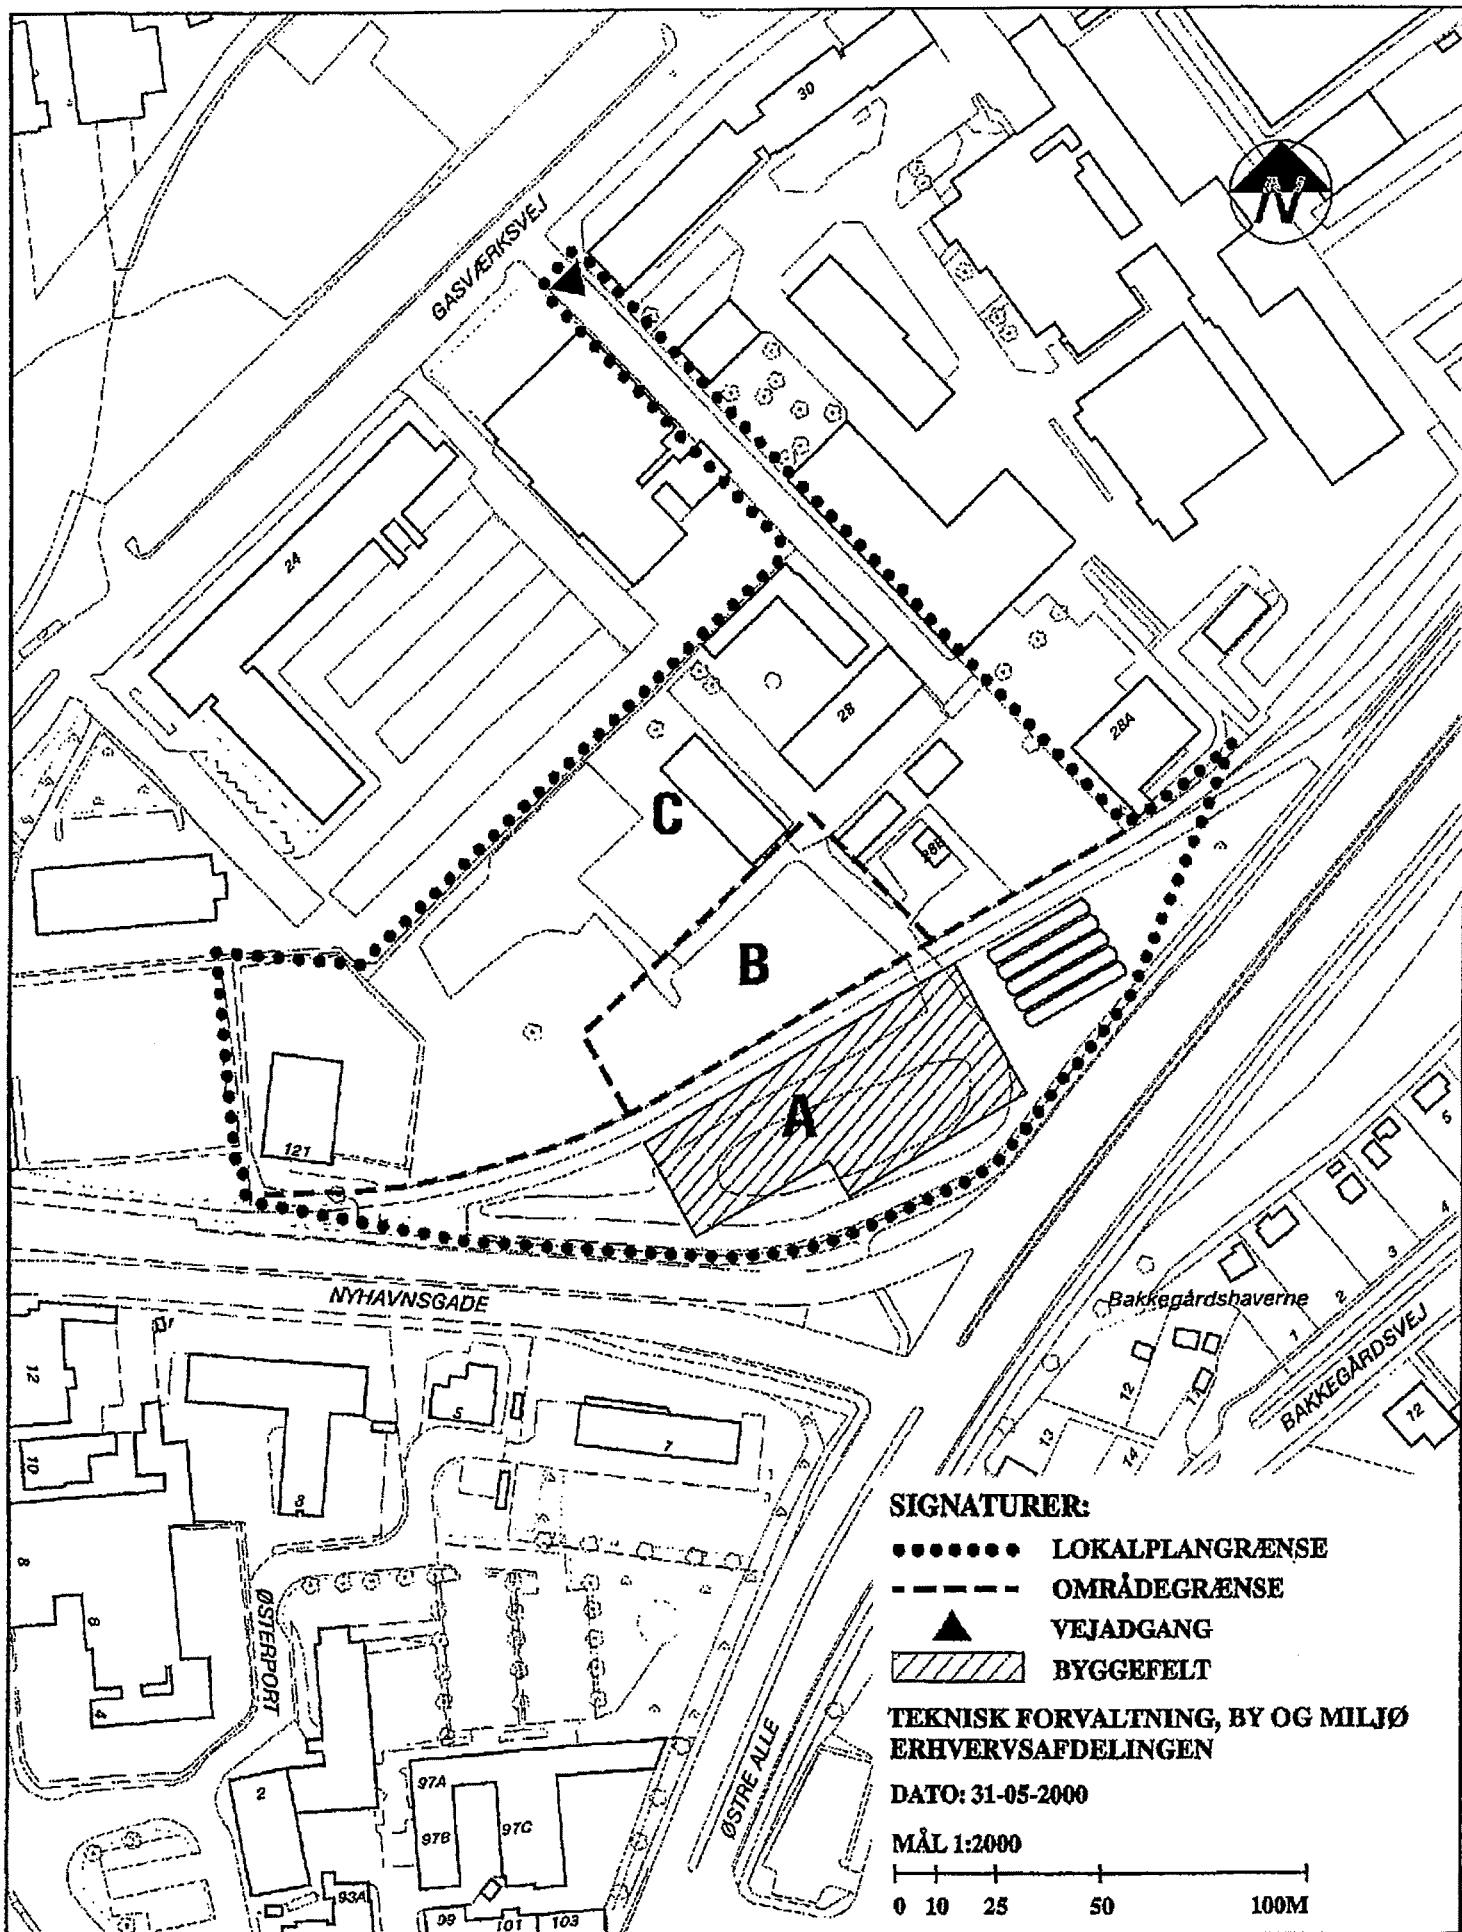 30
N
GASVÆRKSVEJ
24
28
28A
C
28B
B
A
121
5
4
3
2
1
NYHAVNSGADE
Bakkegårdshaverne
BAKKEGÅRDSVEJ
12
12
11
12
13
14
5
7
10
3
8
8
4
ØSTERPORT
2
97A
97B
97C
93A
99
101
103
ØSTRE ALLE
SIGNATURER:
LOKALPLANGRÆNSE
OMRÅDEGRÆNSE
VEJADGANG
BYGGEFELT
TEKNISK FORVALTNING, BY OG MILJØ
ERHVERVSAFDELINGEN
DATO: 31-05-2000
MÅL 1:2000
0 10 25 50 100M